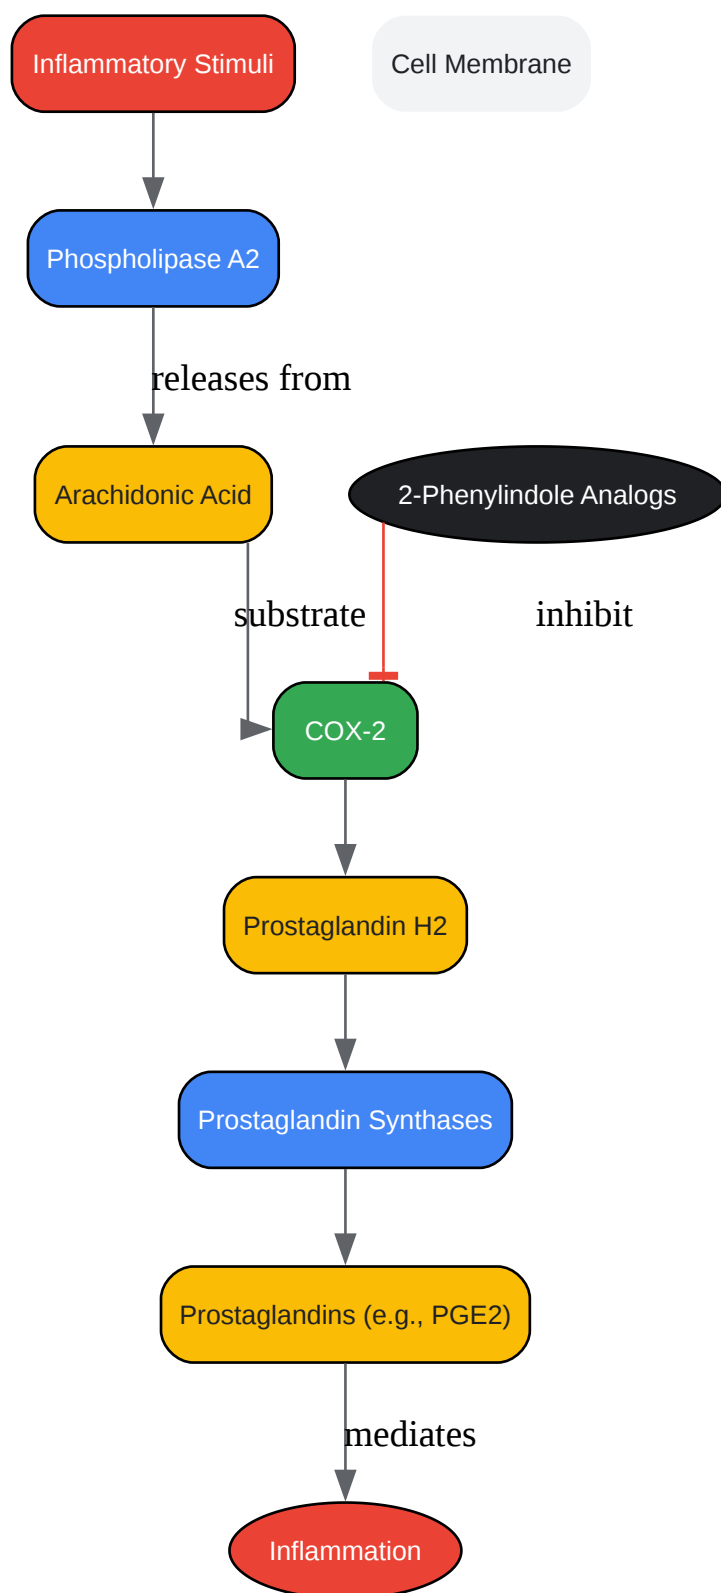 Inflammatory Stimuli
Cell Membrane
Phospholipase A2
releases from
Arachidonic Acid
2-Phenylindole Analogs
substrate
inhibit
COX-2
Prostaglandin H2
Prostaglandin Synthases
Prostaglandins (e.g., PGE2)
mediates
Inflammation